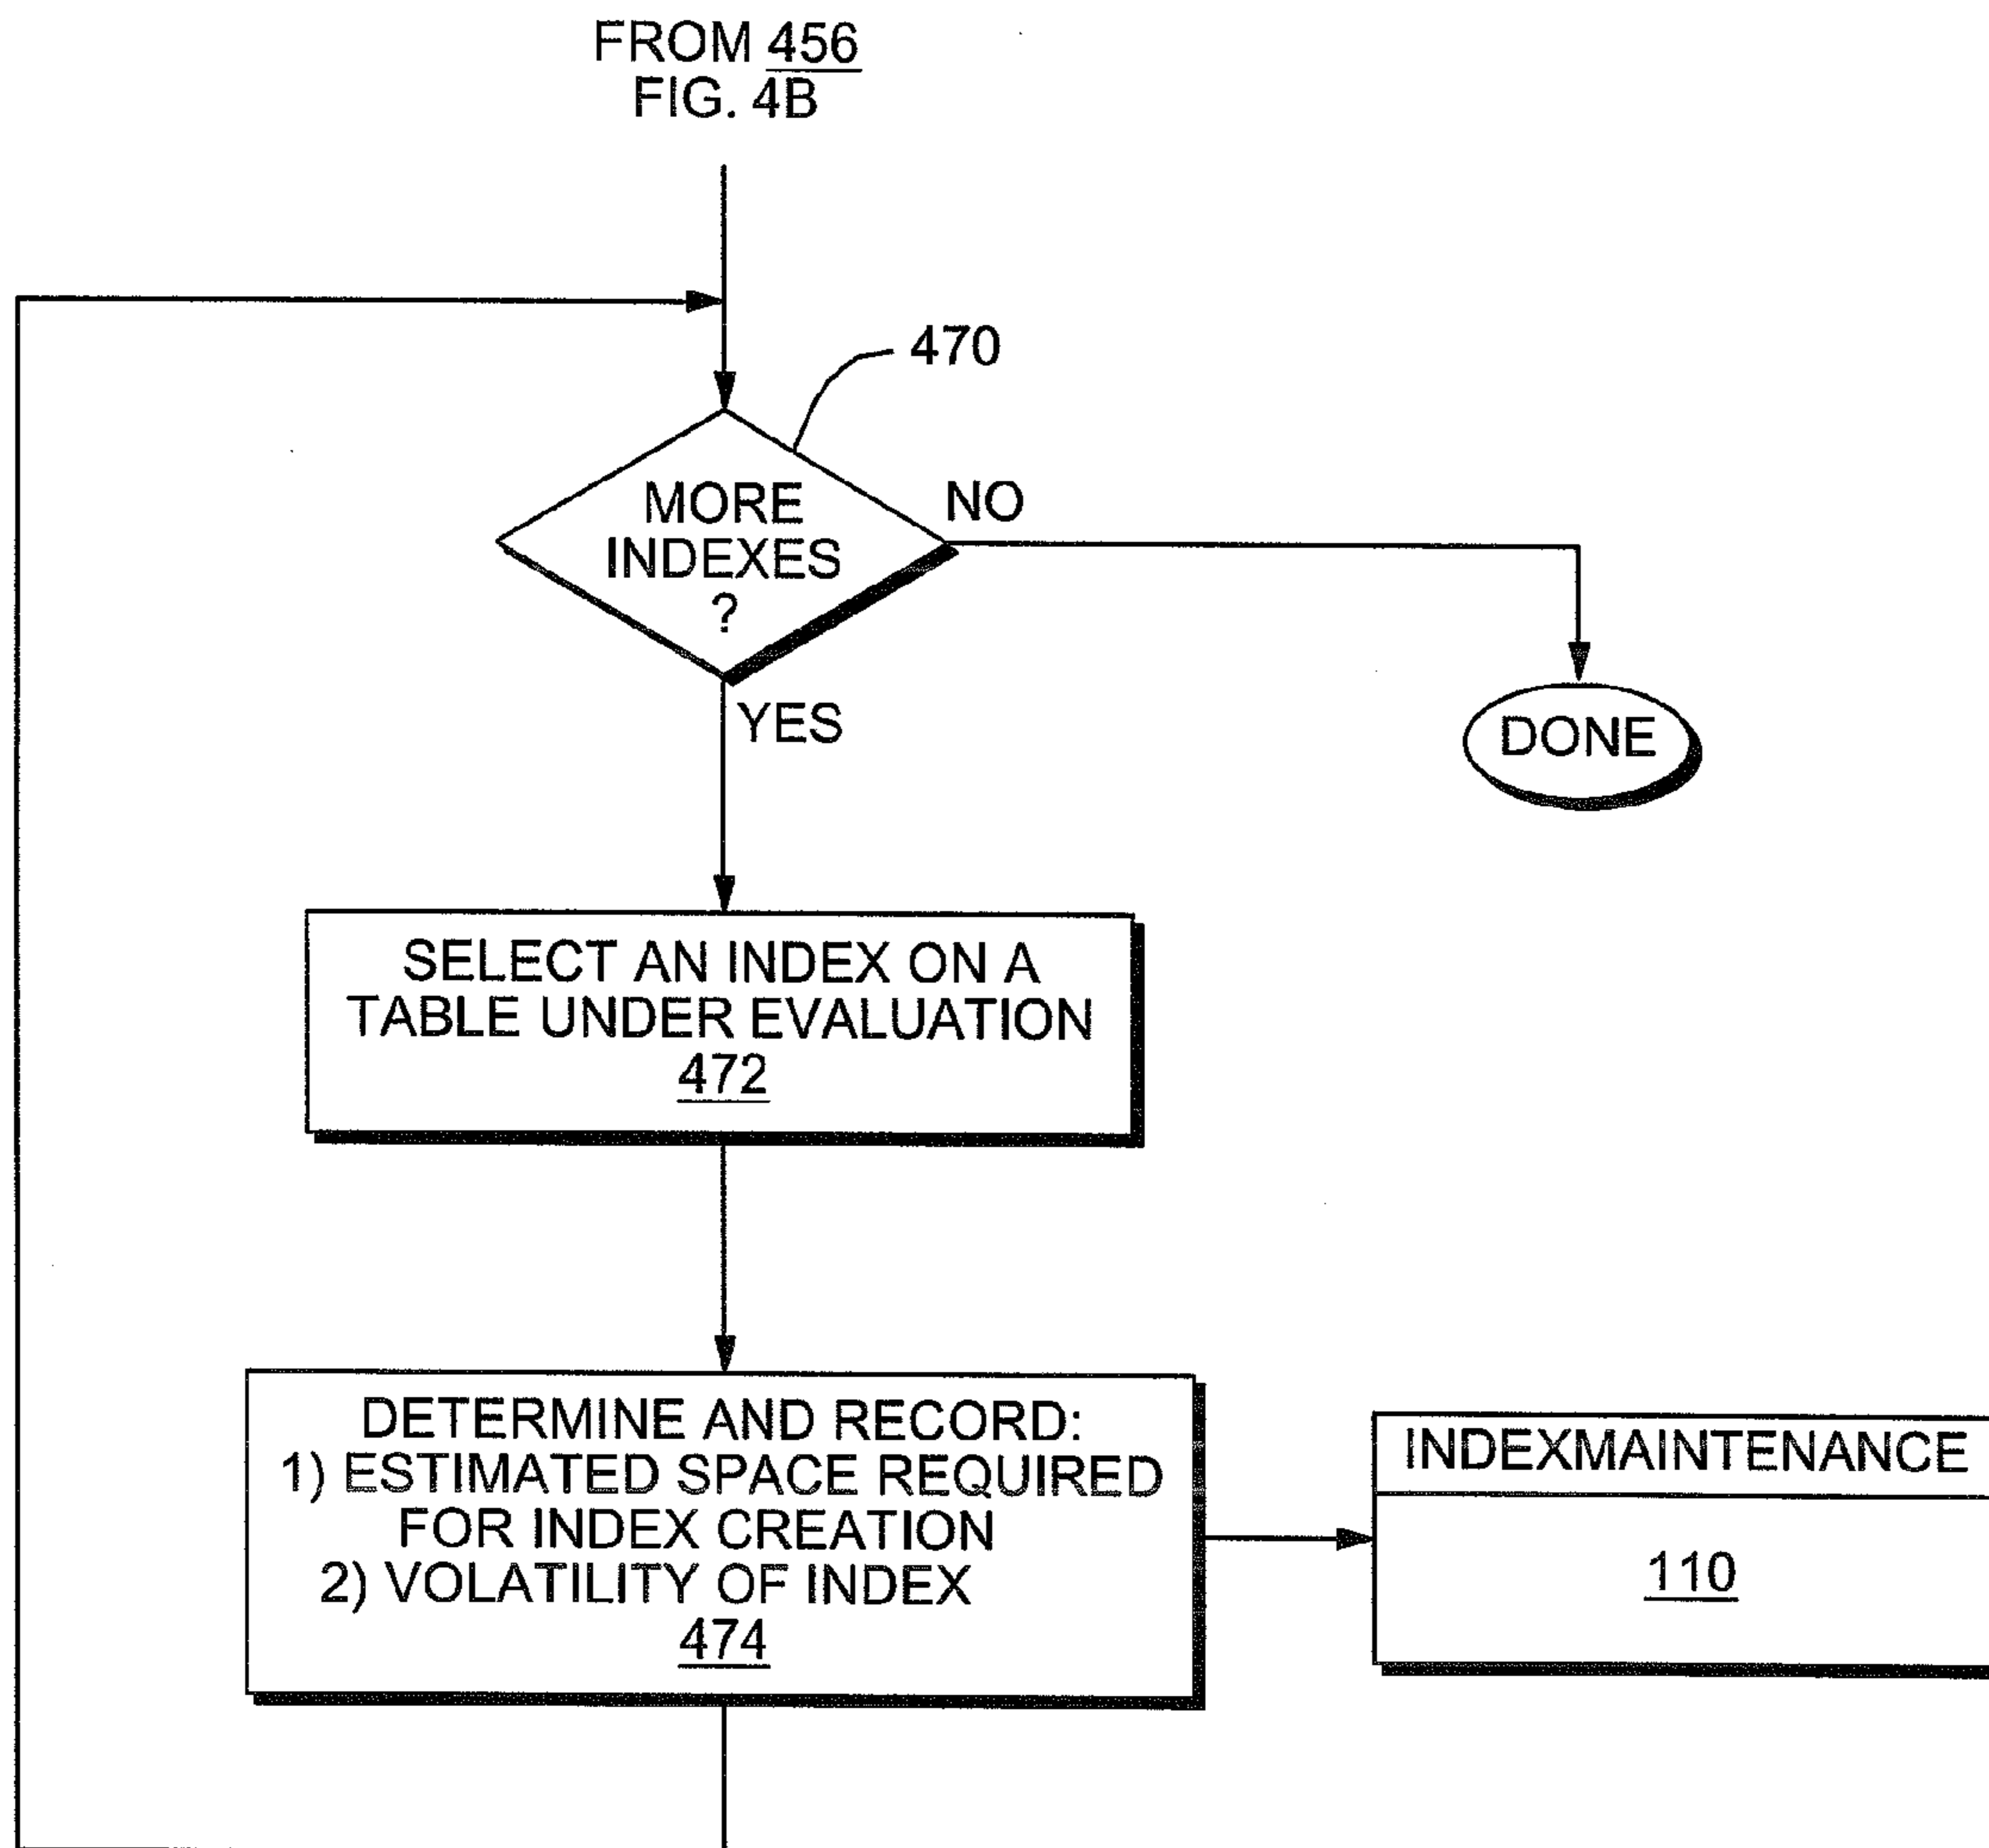 FROM 456
FIG. 4B
470
MORE
INDEXES
?
NO
YES
DONE
SELECT AN INDEX ON A
TABLE UNDER EVALUATION
472
DETERMINE AND RECORD:
1) ESTIMATED SPACE REQUIRED
FOR INDEX CREATION
2) VOLATILITY OF INDEX
474
INDEXMAINTENANCE
110